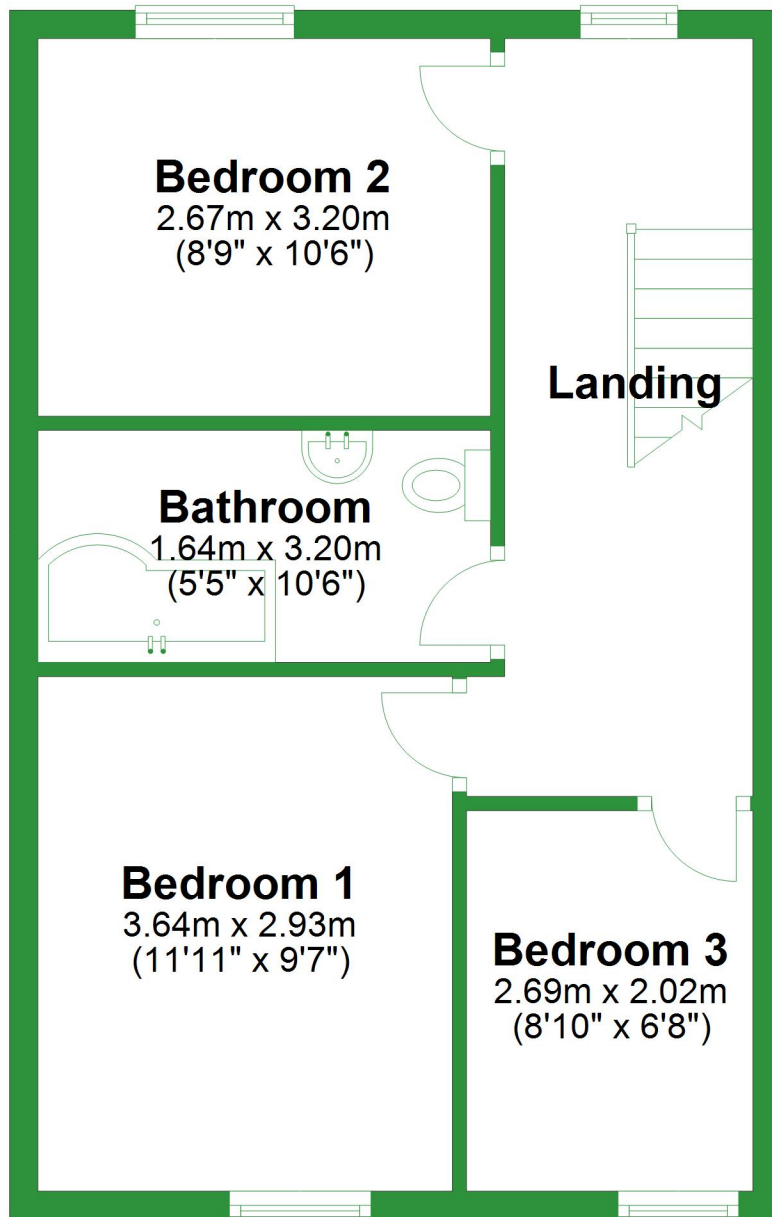 Bedroom 2
2.67m x 3.20m
(8'9" x 10'6")
Landing
Bathroom
1.64m x 3.20m
(5'5" x 10'6")
Bedroom 1
3.64m x 2.93m
(11'11" x 9'7")
Bedroom 3
2.69m x 2.02m
(8'10" x 6'8")